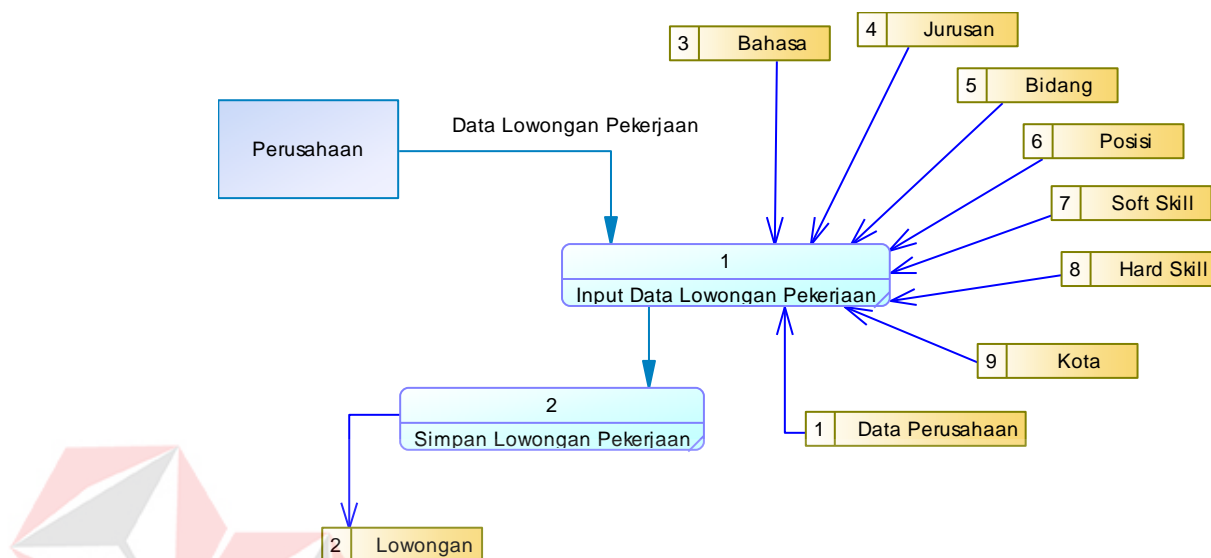 3 Bahasa
4 Jurusan
5 Bidang
6 Posisi
7 Soft Skill
8 Hard Skill
9 Kota
1 Data Perusahaan
Perusahaan
Data Lowongan Pekerjaan
1
Input Data Lowongan Pekerjaan
2
Simpan Lowongan Pekerjaan
2 Lowongan